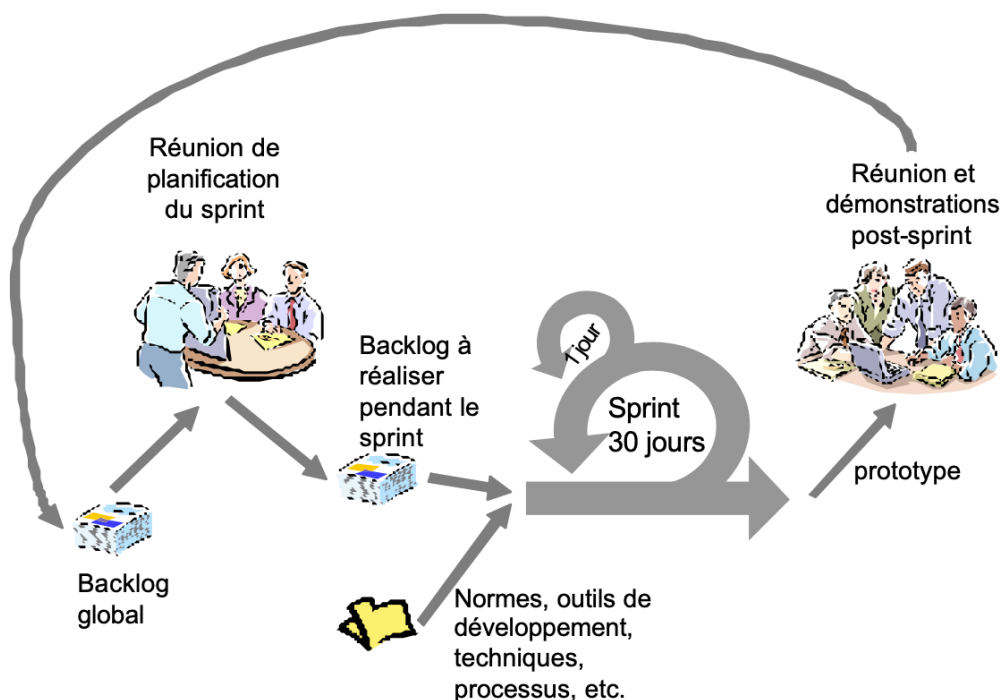 Réunion de
planification
du sprint
Réunion et
démonstrations
post-sprint
Backlog à
réaliser
pendant le
sprint
1 jour
Sprint
30 jours
prototype
Backlog
global
Normes, outils de
développement,
techniques,
processus, etc.